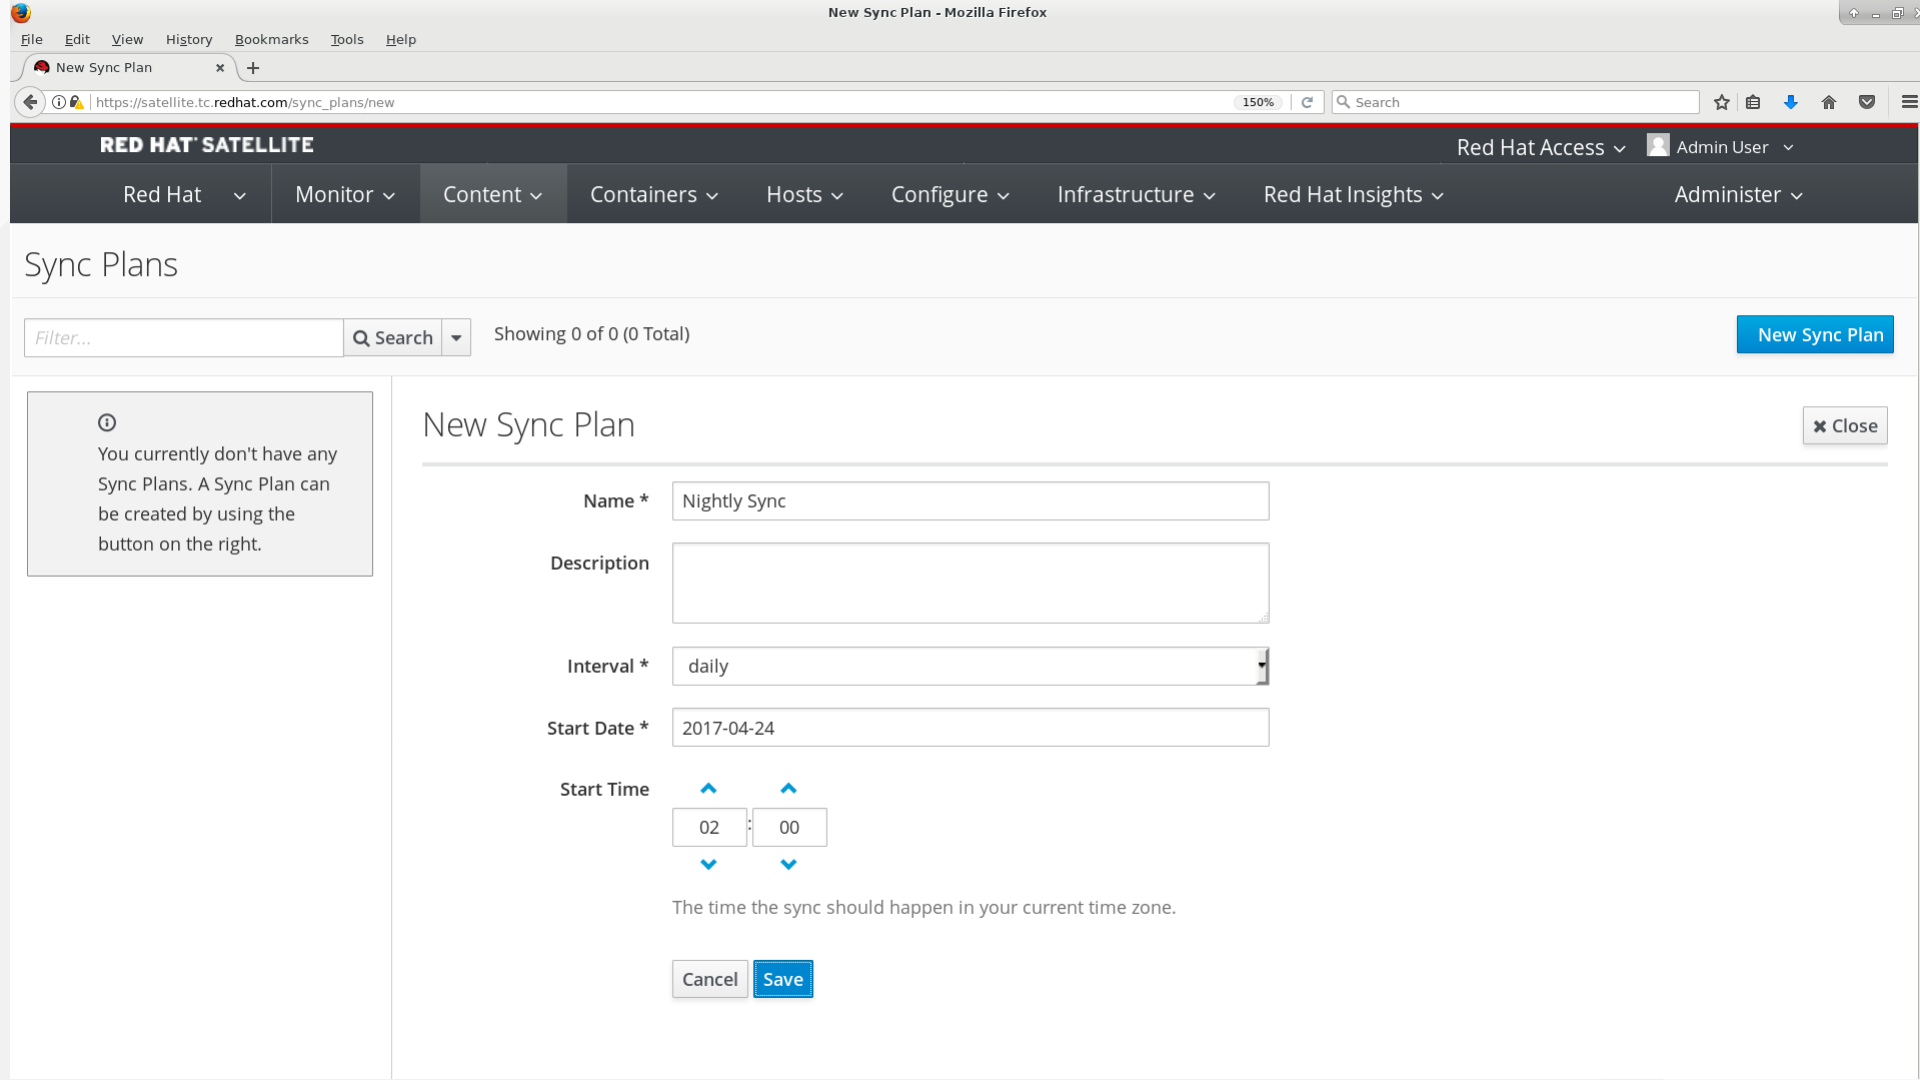 New Sync Plan - Mozilla Firefox
File Edit View History Bookmarks Tools Help
New Sync Plan
https://satellite.tc.redhat.com/sync_plans/new 150% Search
RED HAT SATELLITE Red Hat Access Admin User
Red Hat Monitor Content Containers Hosts Configure Infrastructure Red Hat Insights Administer
Sync Plans
Filter... Search Showing 0 of 0 (0 Total) New Sync Plan
You currently don't have any
Sync Plans. A Sync Plan can
be created by using the
button on the right.
New Sync Plan Close
Name * Nightly Sync
Description
Interval * daily
Start Date * 2017-04-24
Start Time
02 : 00
The time the sync should happen in your current time zone.
Cancel Save